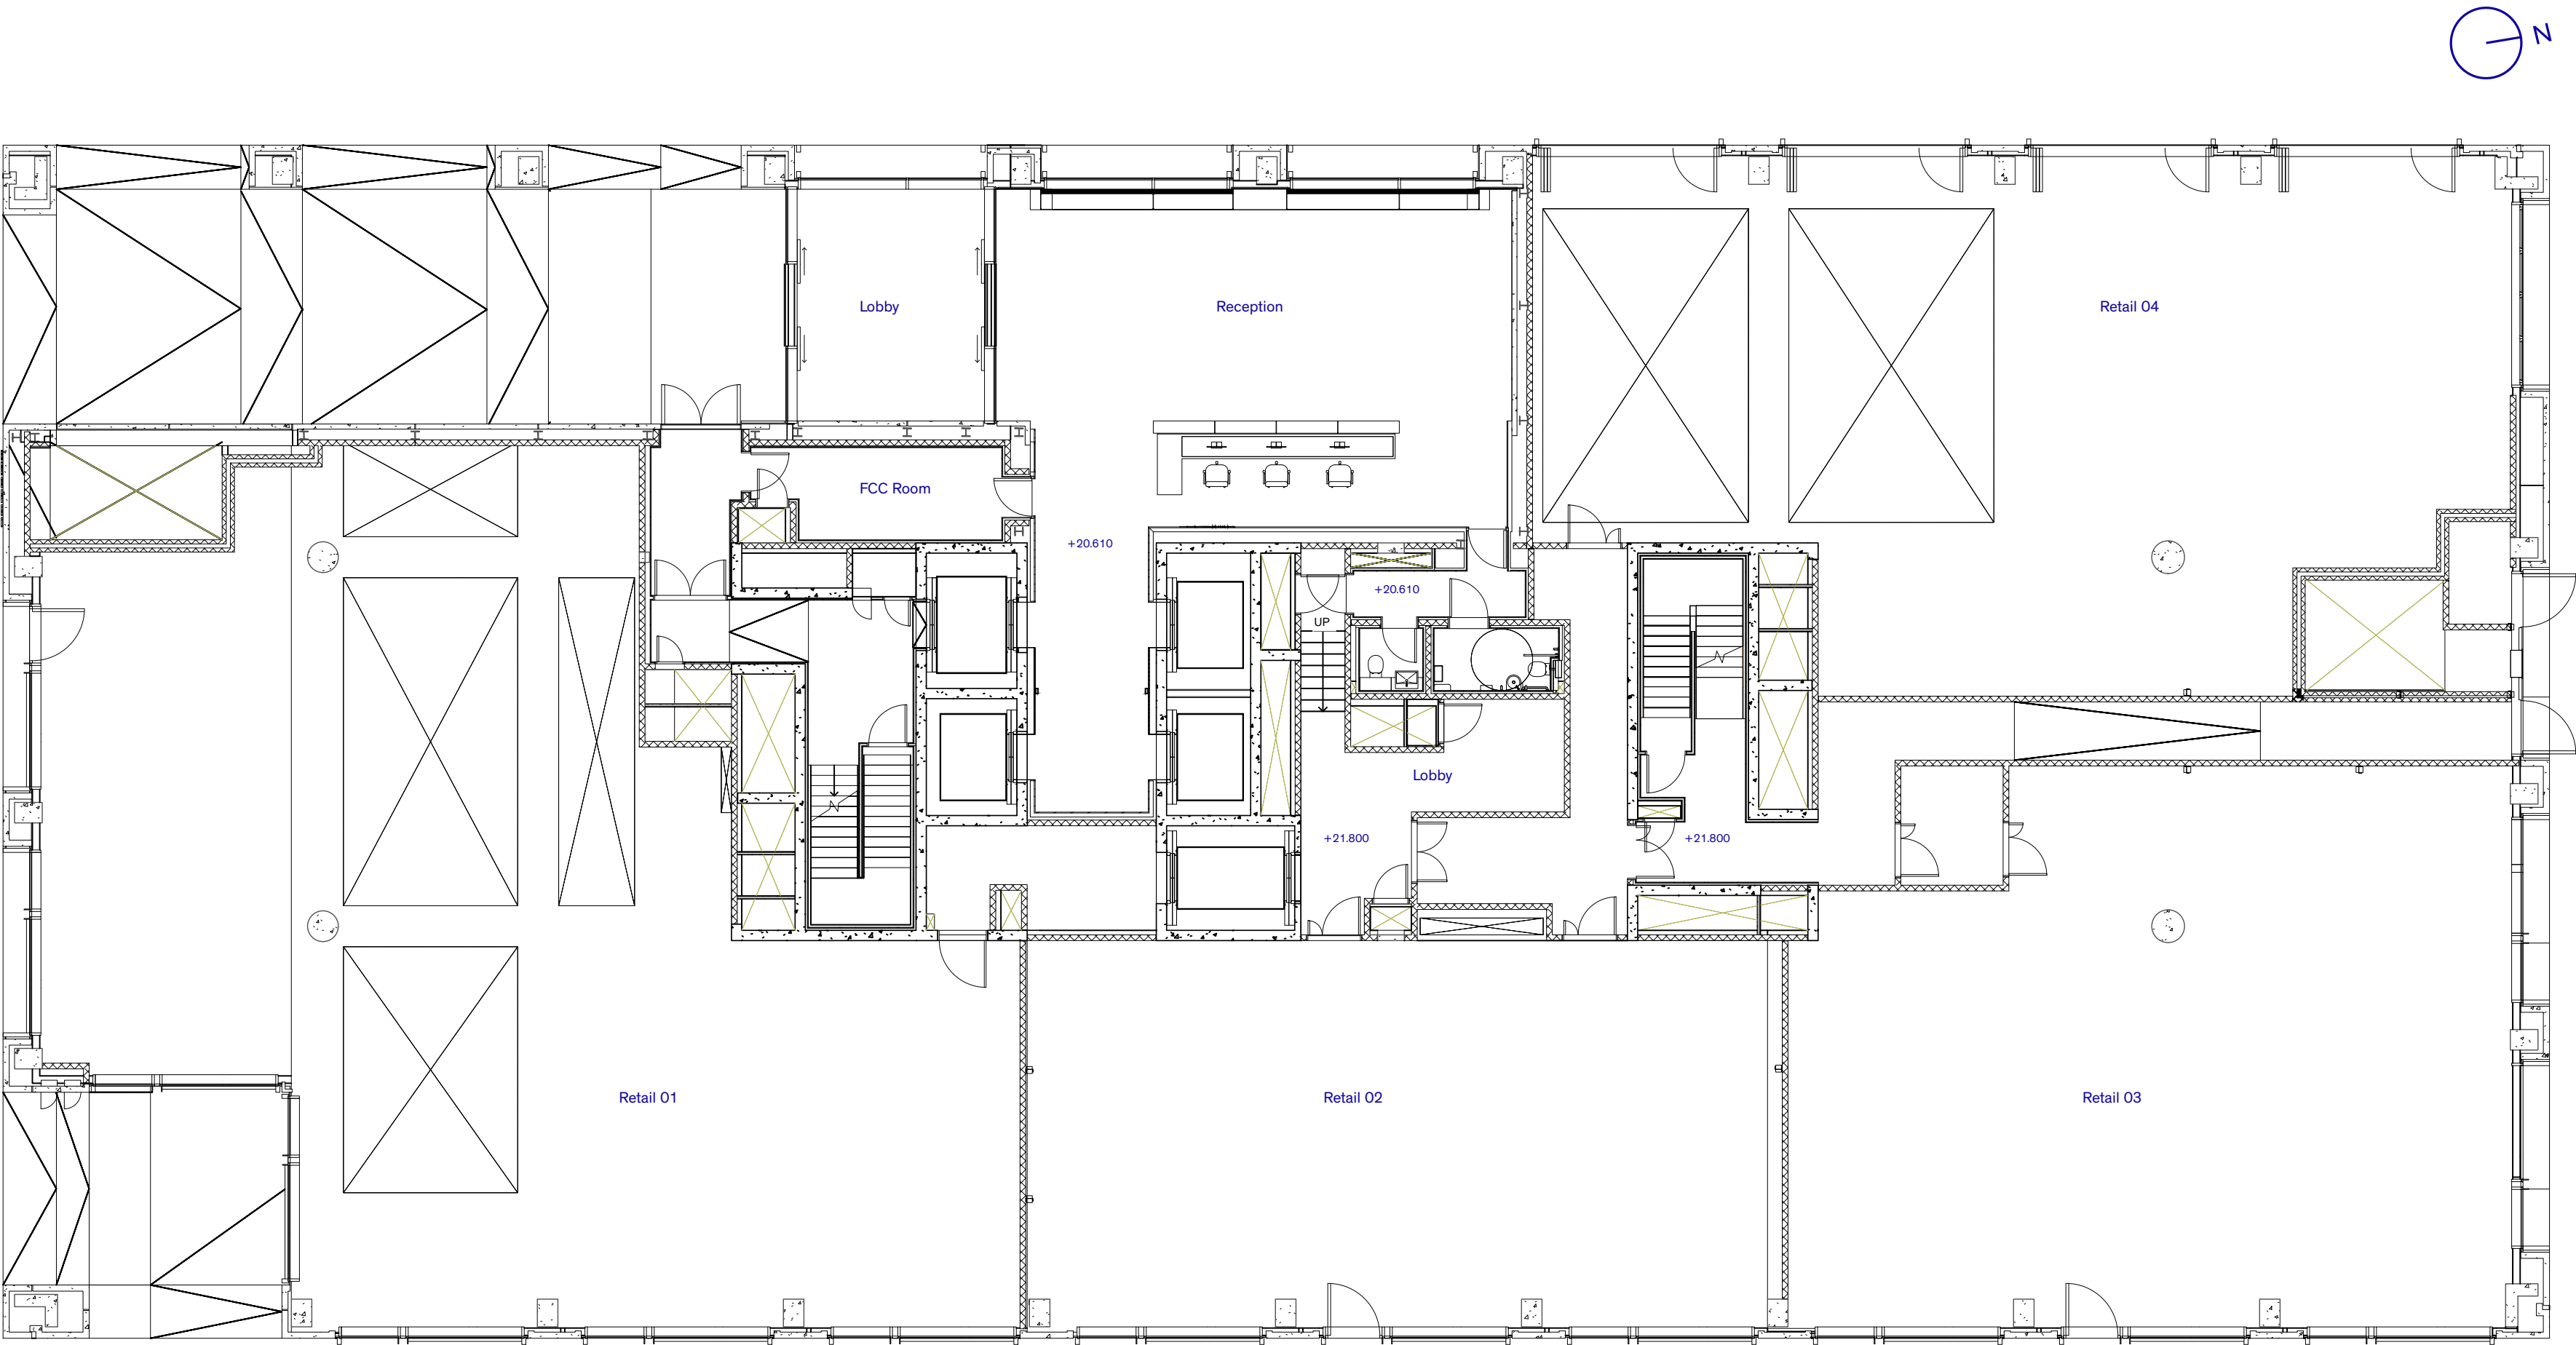 N
Lobby
Reception
Retail 04
FCC Room
+20.610
+20.610
UP
Lobby
+21.800
+21.800
Retail 01
Retail 02
Retail 03